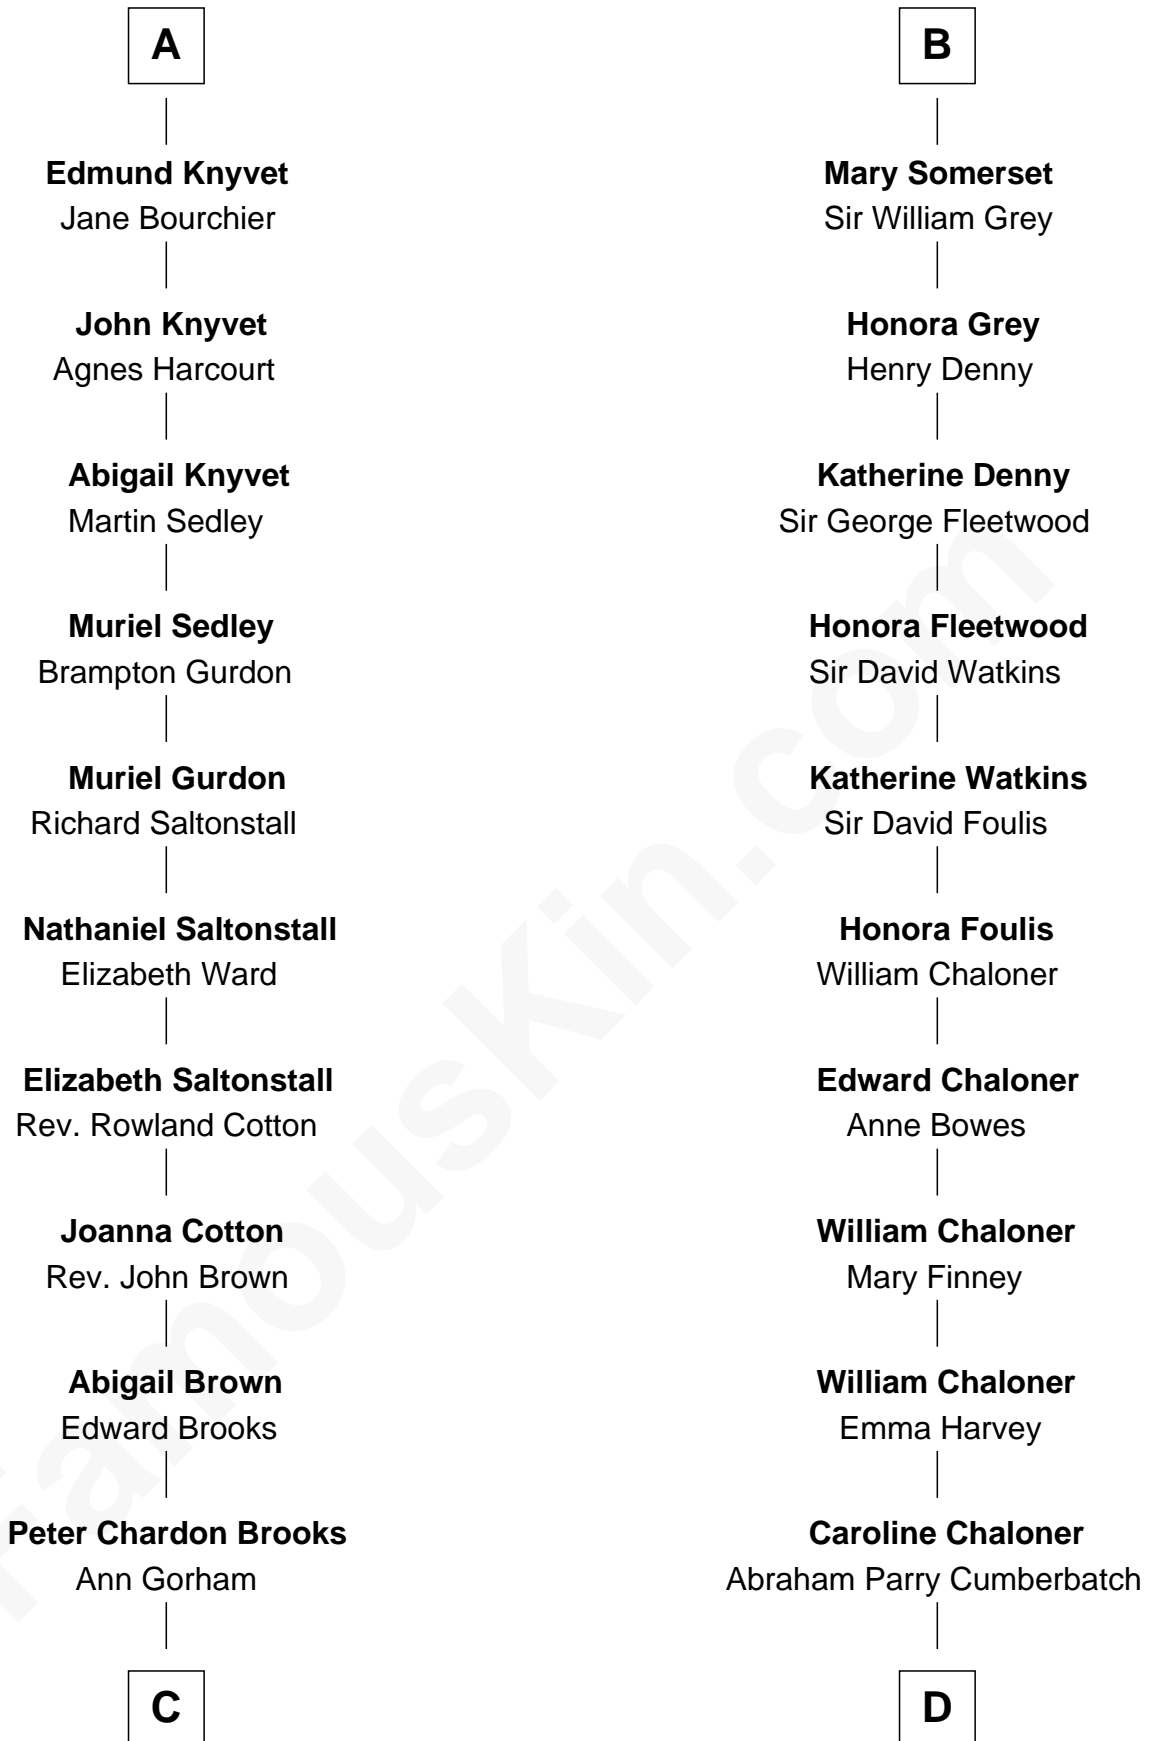 A
Edmund Knyvet
Jane Bourchier
John Knyvet
Agnes Harcourt
Abigail Knyvet
Martin Sedley
Muriel Sedley
Brampton Gurdon
Muriel Gurdon
Richard Saltonstall
Nathaniel Saltonstall
Elizabeth Ward
Elizabeth Saltonstall
Rev. Rowland Cotton
Joanna Cotton
Rev. John Brown
Abigail Brown
Edward Brooks
Peter Chardon Brooks
Ann Gorham
C
B
Mary Somerset
Sir William Grey
Honora Grey
Henry Denny
Katherine Denny
Sir George Fleetwood
Honora Fleetwood
Sir David Watkins
Katherine Watkins
Sir David Foulis
Honora Foulis
William Chaloner
Edward Chaloner
Anne Bowes
William Chaloner
Mary Finney
William Chaloner
Emma Harvey
Caroline Chaloner
Abraham Parry Cumberbatch
D
FamousKin.com